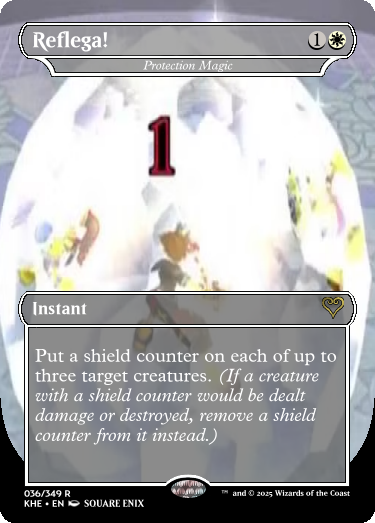 Reflega! 1
Protection Magic
1
Instant
Put a shield counter on each of up to
three target creatures. (If a creature
with a shield counter would be dealt
damage or destroyed, remove a shield
counter from it instead.)
036/349 R
KHE • EN SQUARE ENIX
™ and © 2025 Wizards of the Coast